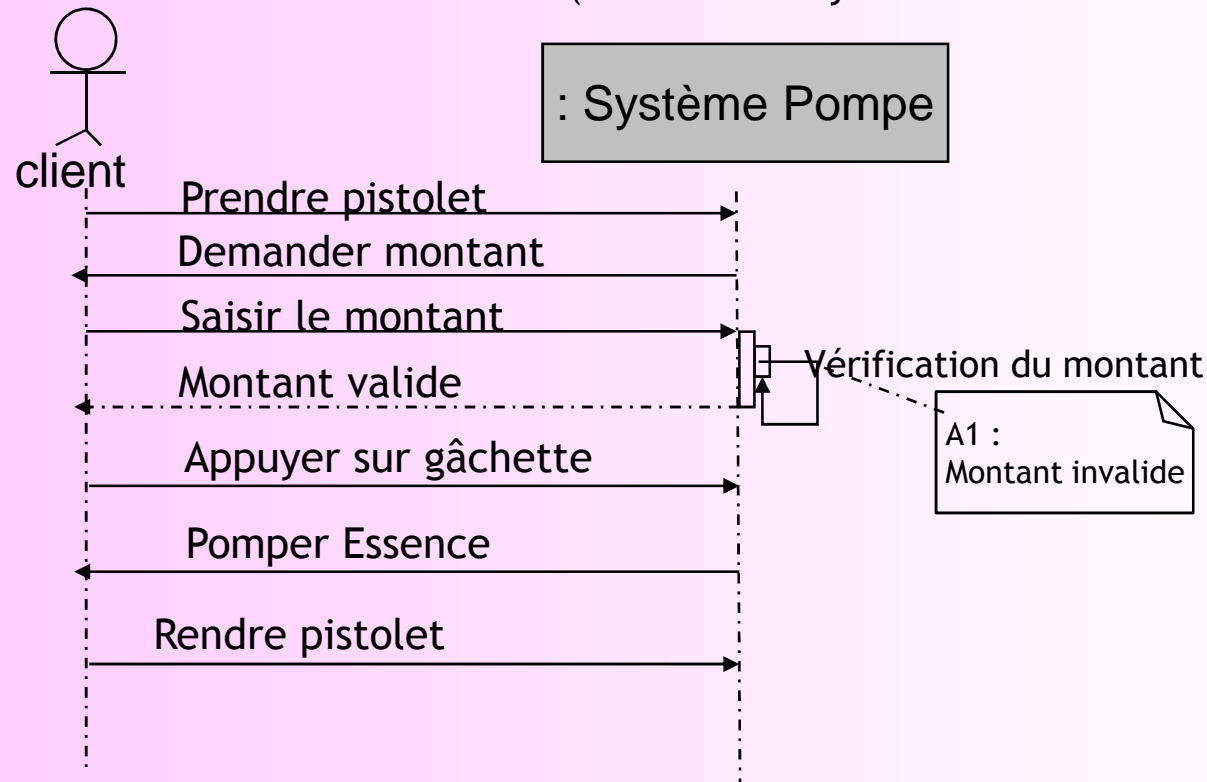 : Système Pompe
client
Prendre pistolet
Demander montant
Saisir le montant
Vérification du montant
Montant valide
A1 :
Montant invalide
Appuyer sur gâchette
Pomper Essence
Rendre pistolet